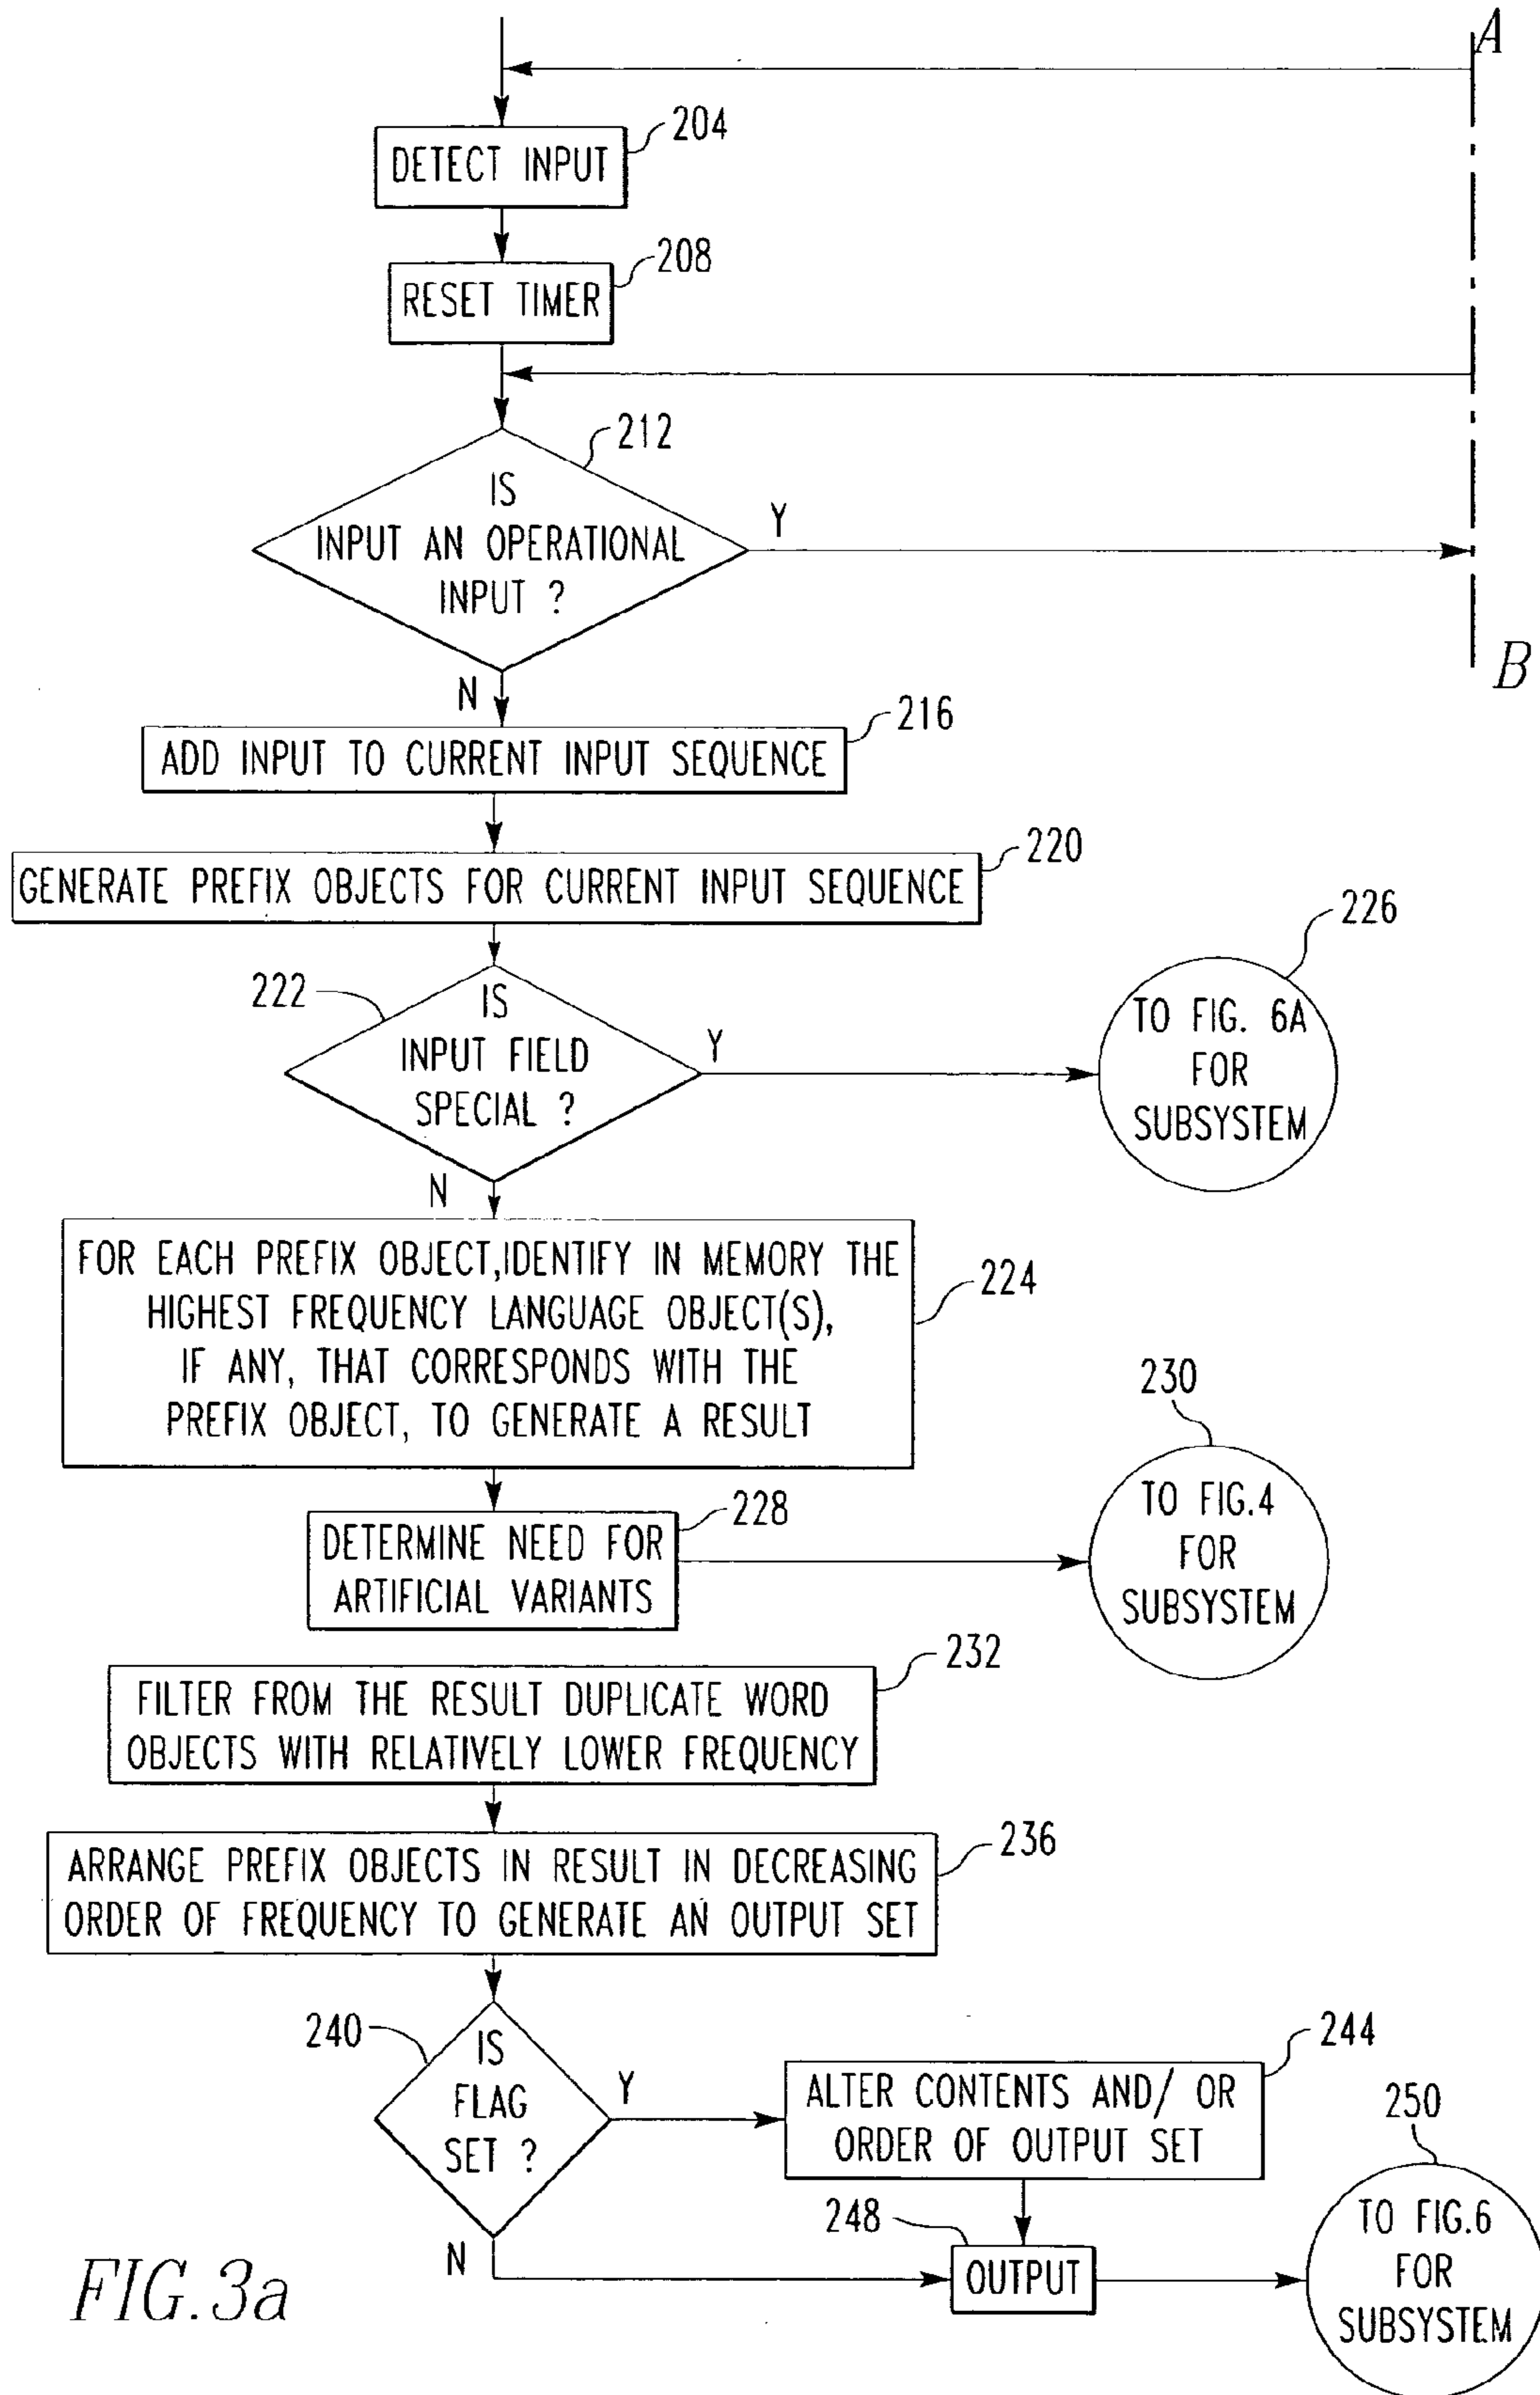 A
204
DETECT INPUT
208
RESET TIMER
212
IS
INPUT AN OPERATIONAL
INPUT ?
Y
B
N
216
ADD INPUT TO CURRENT INPUT SEQUENCE
220
GENERATE PREFIX OBJECTS FOR CURRENT INPUT SEQUENCE
222
IS
INPUT FIELD
SPECIAL ?
Y
226
TO FIG. 6A
FOR
SUBSYSTEM
N
FOR EACH PREFIX OBJECT,IDENTIFY IN MEMORY THE
HIGHEST FREQUENCY LANGUAGE OBJECT(S),
IF ANY, THAT CORRESPONDS WITH THE
PREFIX OBJECT, TO GENERATE A RESULT
224
228
DETERMINE NEED FOR
ARTIFICIAL VARIANTS
230
TO FIG.4
FOR
SUBSYSTEM
232
FILTER FROM THE RESULT DUPLICATE WORD
OBJECTS WITH RELATIVELY LOWER FREQUENCY
236
ARRANGE PREFIX OBJECTS IN RESULT IN DECREASING
ORDER OF FREQUENCY TO GENERATE AN OUTPUT SET
240
IS
FLAG
SET ?
Y
244
ALTER CONTENTS AND/ OR
ORDER OF OUTPUT SET
N
248
OUTPUT
250
TO FIG.6
FOR
SUBSYSTEM
FIG.3a